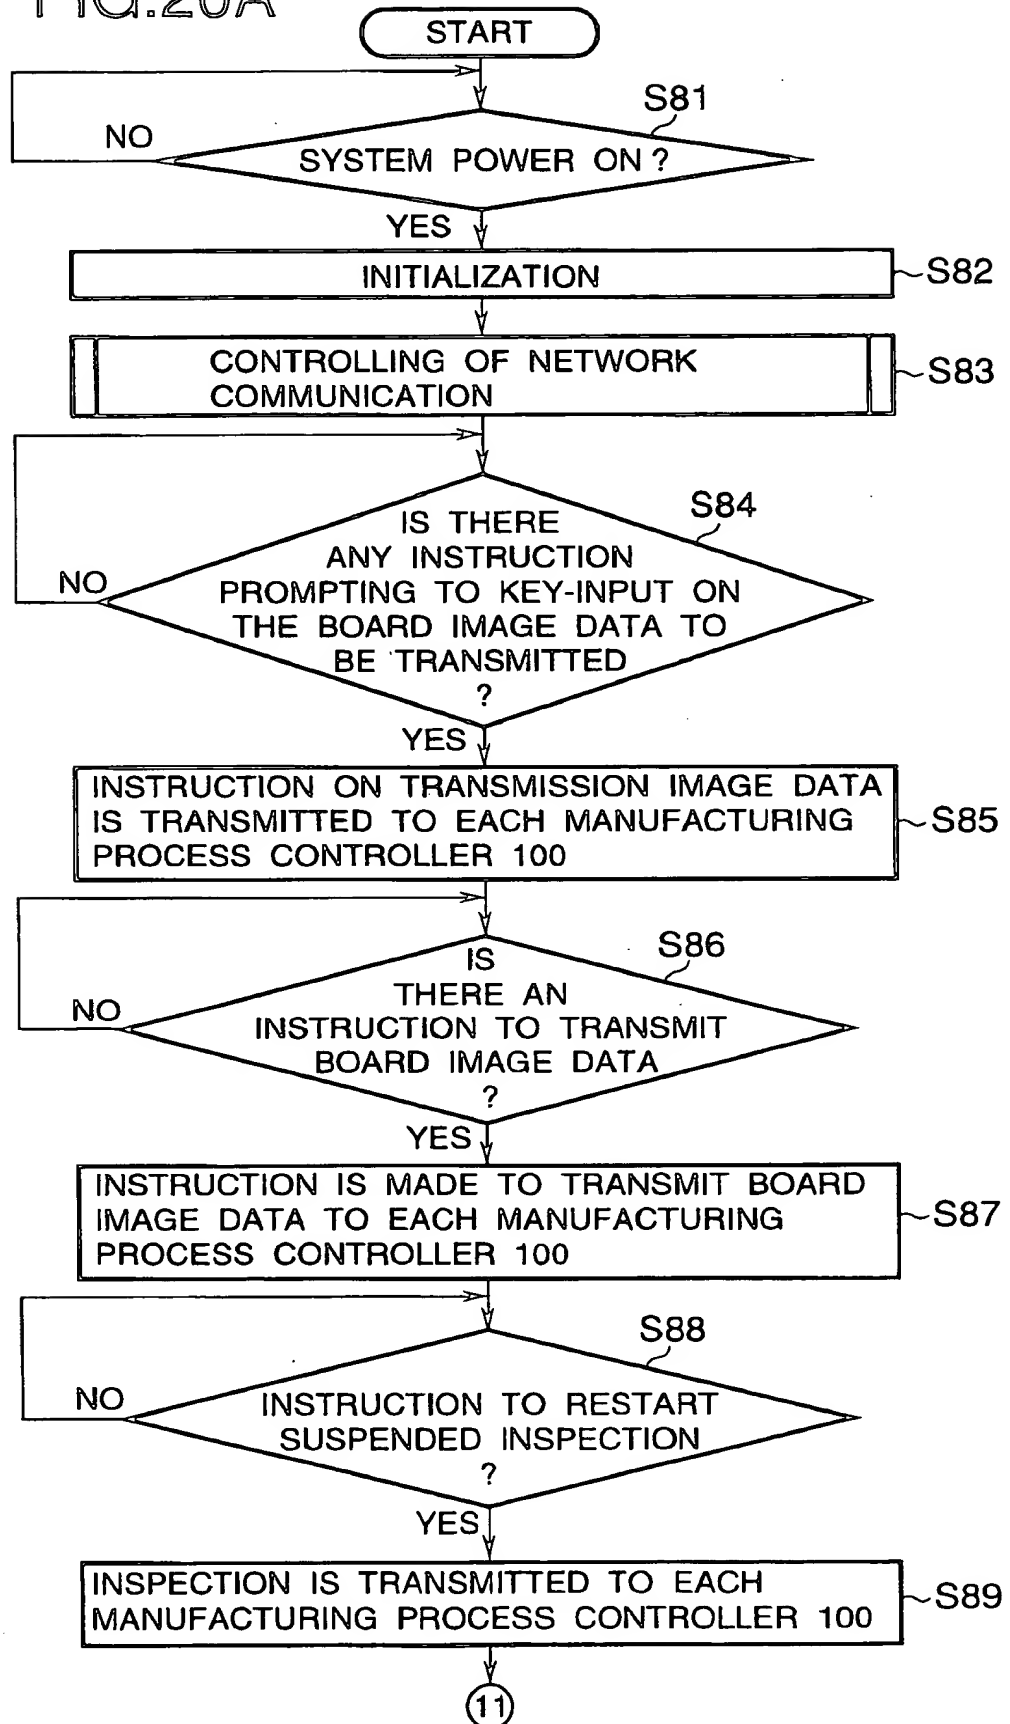 FIG.20A
START
S81
NO
SYSTEM POWER ON ?
YES
INITIALIZATION
S82
CONTROLLING OF NETWORK
COMMUNICATION
S83
S84
IS THERE
ANY INSTRUCTION
NO
PROMPTING TO KEY-INPUT ON
THE BOARD IMAGE DATA TO
BE TRANSMITTED
?
YES
INSTRUCTION ON TRANSMISSION IMAGE DATA
IS TRANSMITTED TO EACH MANUFACTURING
PROCESS CONTROLLER 100
S85
S86
IS
THERE AN
NO
INSTRUCTION TO TRANSMIT
BOARD IMAGE DATA
?
YES
INSTRUCTION IS MADE TO TRANSMIT BOARD
IMAGE DATA TO EACH MANUFACTURING
PROCESS CONTROLLER 100
S87
S88
NO
INSTRUCTION TO RESTART
SUSPENDED INSPECTION
?
YES
INSPECTION IS TRANSMITTED TO EACH
MANUFACTURING PROCESS CONTROLLER 100
S89
11